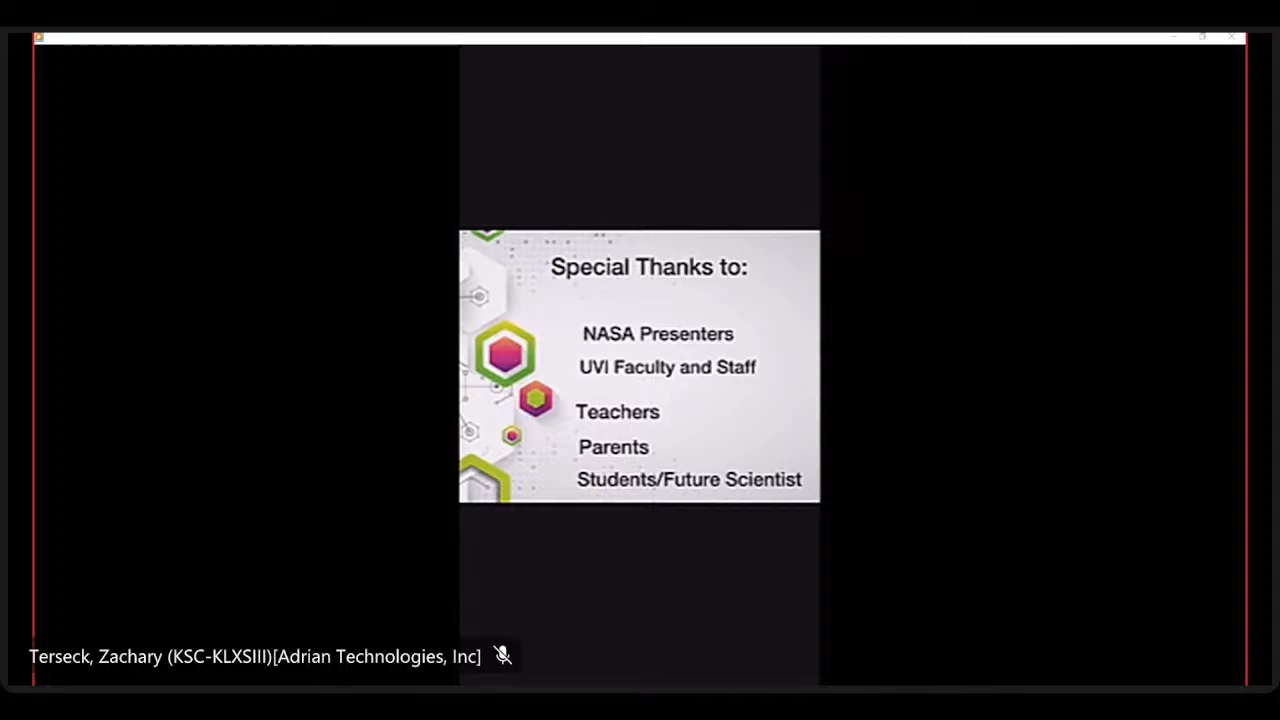 Special Thanks to:
NASA Presenters
UVI Faculty and Staff
Teachers
Parents
Students/Future Scientist
Terseck, Zachary (KSC-KLXSIII)[Adrian Technologies, Inc]